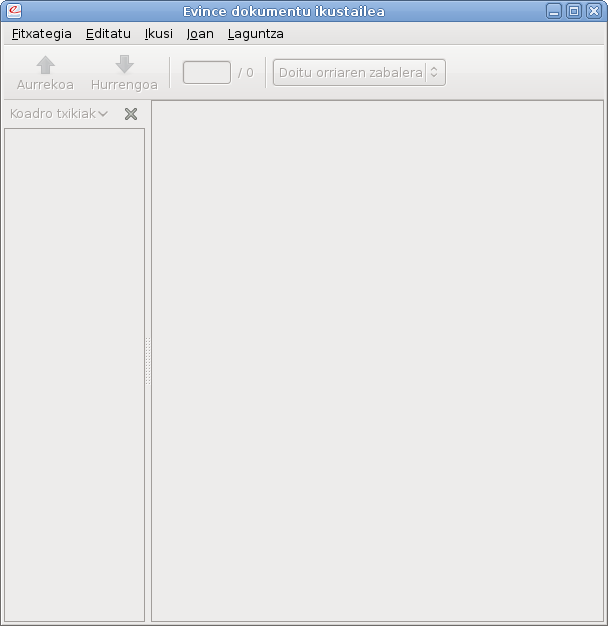 Evince dokumentu ikustailea
Fitxategia Editatu Ikusi Joan Laguntza
Aurrekoa Hurrengoa / 0 Doitu orriaren zabalera
Koadro txikiak